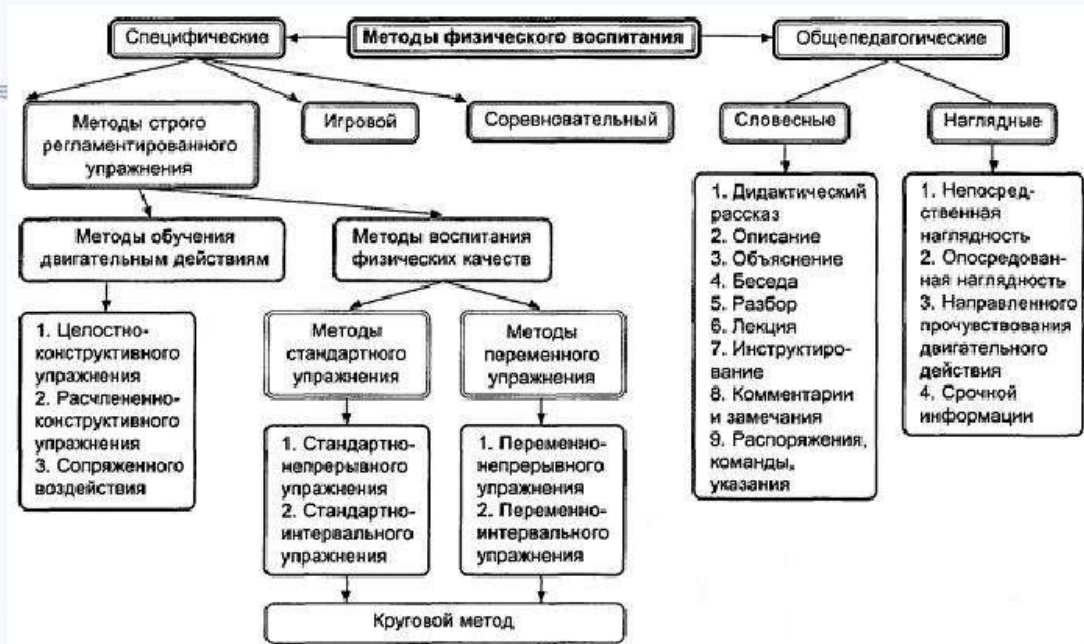 Специфические
Методы физического воспитания
Общепедагогические
Методы строго
регламентированного
упражнения
Игровой
Соревновательный
Словесные
Наглядные
Методы обучения
двигательным действиям
Методы воспитания
физических качеств
1. Дидактический
рассказ
2. Описание
3. Объяснение
4. Беседа
5. Разбор
6. Лекция
7. Инструктиро-
вание
8. Комментарии
и замечания
9. Распоряжения,
команды,
указания
1. Непосред-
ственная
наглядность
2. Опосредован-
ная наглядность
3. Направленного
прочувствования
двигательного
действия
4. Срочной
информации
1. Целостно-
конструктивного
упражнения
2. Расчлененно-
конструктивного
упражнения
3. Сопряженного
воздействия
Методы
стандартного
упражнения
Методы
переменного
упражнения
1. Стандартно-
непрерывного
упражнения
2. Стандартно-
интервального
упражнения
1. Переменно-
непрерывного
упражнения
2. Переменно-
интервального
упражнения
Круговой метод